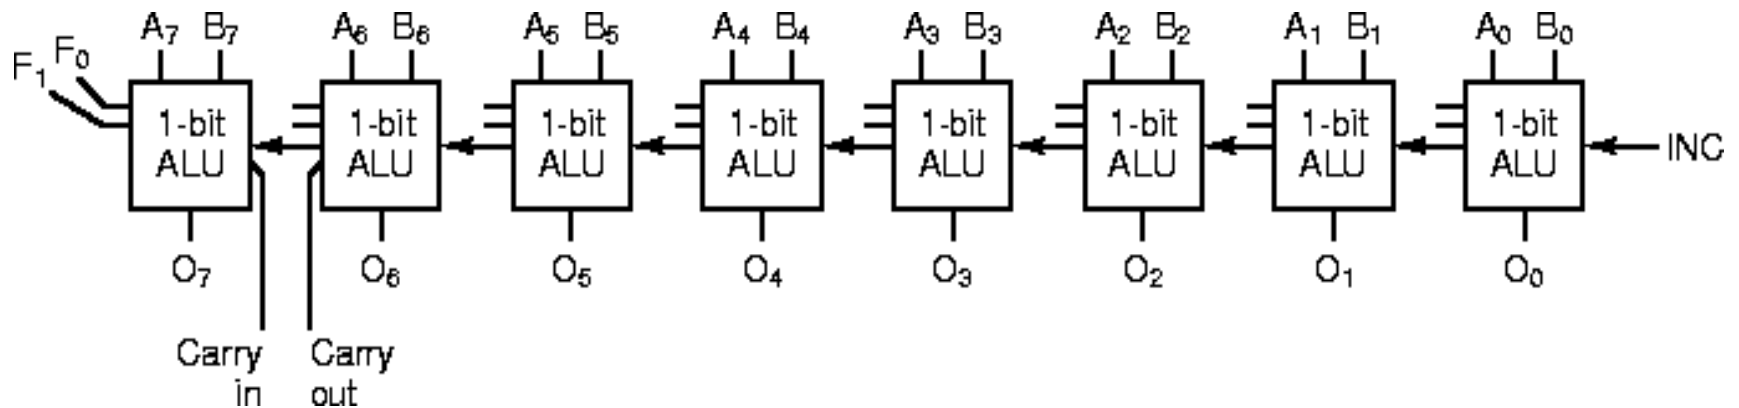 A₇ B₇ A₆ B₆ A₅ B₅ A₄ B₄ A₃ B₃ A₂ B₂ A₁ B₁ A₀ B₀
F₁ F₀
1-bit 1-bit 1-bit 1-bit 1-bit 1-bit 1-bit 1-bit
ALU ALU ALU ALU ALU ALU ALU ALU
INC
O₇ O₆ O₅ O₄ O₃ O₂ O₁ O₀
Carry Carry
in out